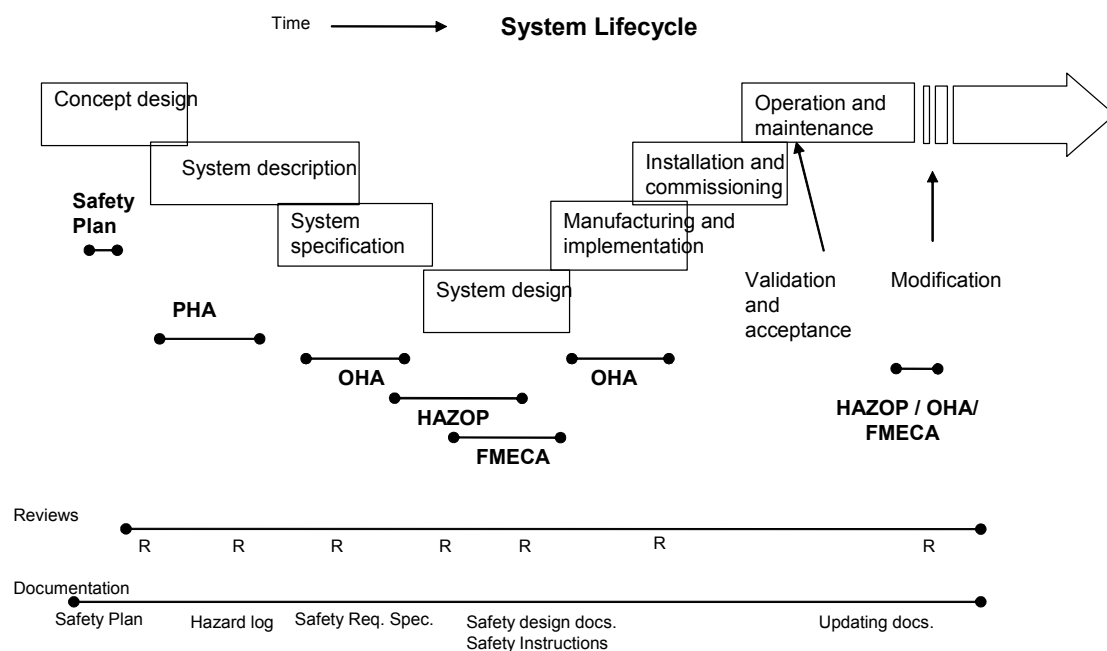 Time
System Lifecycle
Concept design
Operation and
maintenance
System description
Installation and
commissioning
Safety
Plan
System
specification
Manufacturing and
implementation
System design
Validation
and
acceptance
Modification
PHA
OHA
OHA
HAZOP
FMECA
HAZOP / OHA/
FMECA
Reviews
R R R R R R R
Documentation
Safety Plan
Hazard log
Safety Req. Spec.
Safety design docs.
Safety Instructions
Updating docs.